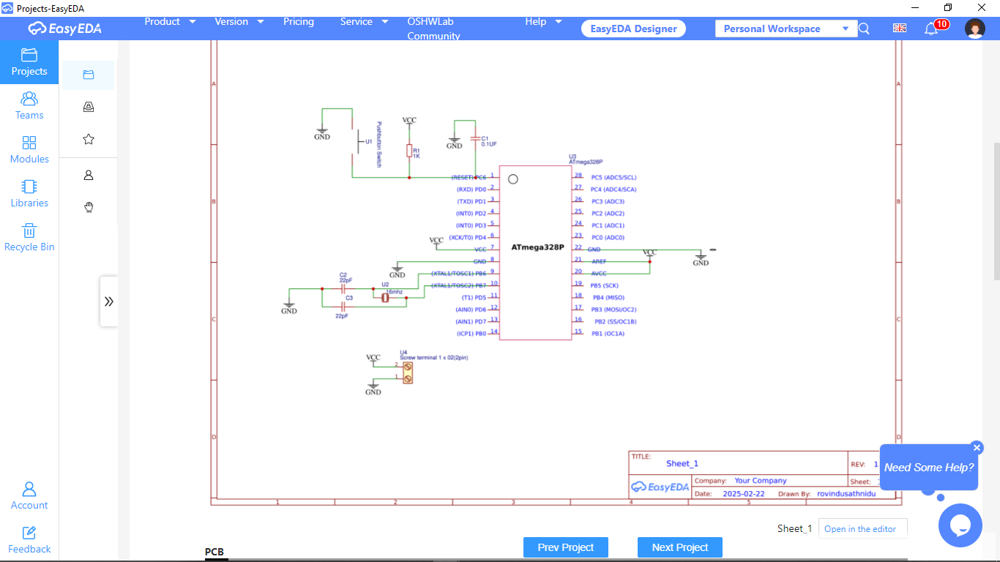 Projects-EasyEDA
EasyEDA
Product
Version
Pricing
Service
OSHWLab
Community
Help
EasyEDA Designer
Personal Workspace
10
Projects
Teams
Modules
Libraries
Recycle Bin
Account
Feedback
A
A
B
B
C
C
D
D
GND
U1
Pushbutton Switch
VCC
R1
1K
GND
C1
0.1UF
U3
ATmega328P
(RESET) PC6 1
(RXD) PD0 2
(TXD) PD1 3
(INT0) PD2 4
(INT0) PD3 5
(XCK/T0) PD4 6
VCC
VCC 7
GND 8
GND
(XTAL1/TOSC1) PB6 9
(XTAL1/TOSC2) PB7 10
(T1) PD5 11
(AIN0) PD6 12
(AIN1) PD7 13
(ICP1) PB0 14
ATmega328P
28 PC5 (ADC5/SCL)
27 PC4 (ADC4/SCA)
26 PC3 (ADC3)
25 PC2 (ADC2)
24 PC1 (ADC1)
23 PC0 (ADC0)
22 GND
21 AREF
20 AVCC
19 PB5 (SCK)
18 PB4 (MISO)
17 PB3 (MOSI/OC2)
16 PB2 (SS/OC1B)
15 PB1 (OC1A)
VCC
GND
C2
22pF
U2
16mhz
C3
22pF
GND
U4
Screw terminal 1 x 02(2pin)
VCC
2
1
GND
TITLE:
Sheet_1
REV: 1
EasyEDA
Company: Your Company
Sheet:
Date: 2025-02-22
Drawn By: rovindusathnidu
1 2 3 4 5
Need Some Help?
Sheet_1
Open in the editor
PCB
Prev Project
Next Project